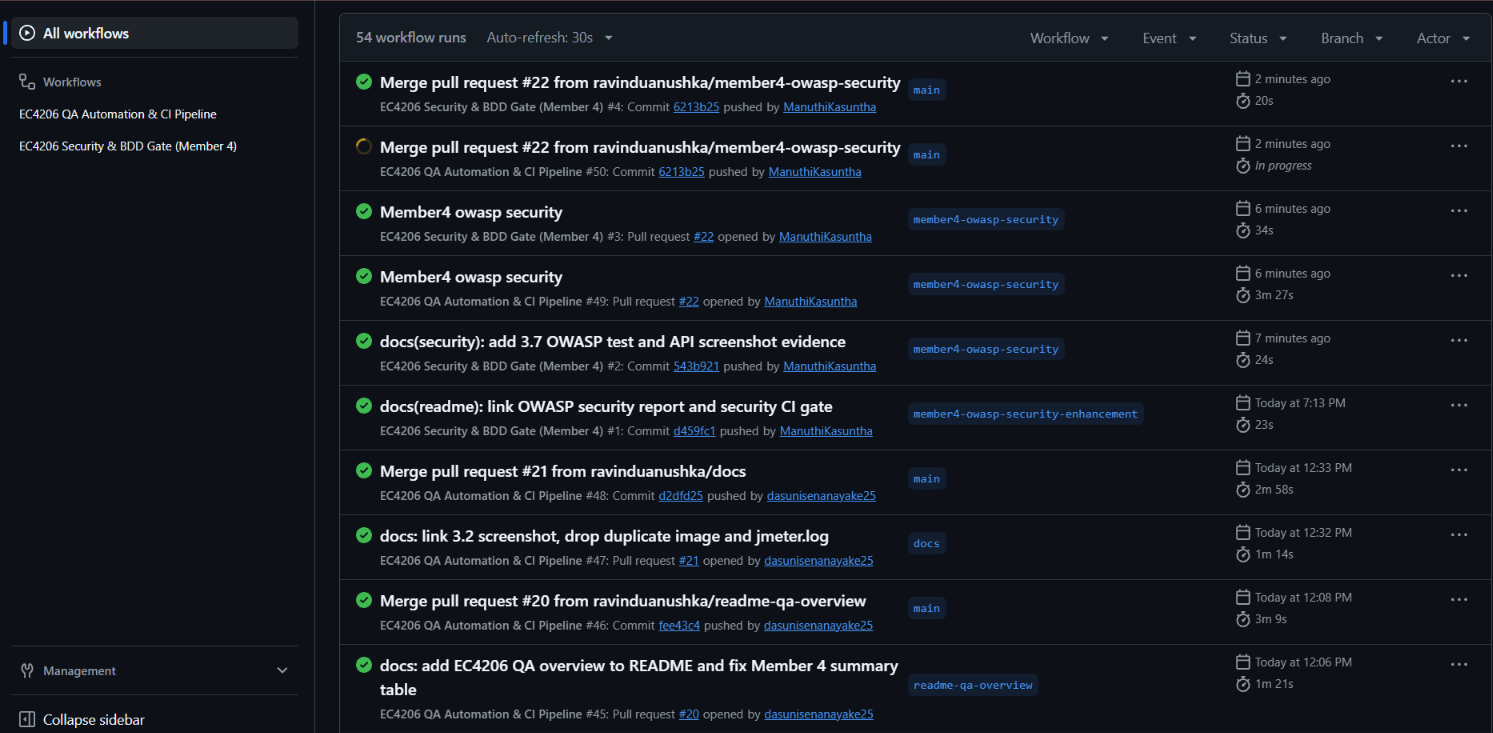 All workflows
Workflows
EC4206 QA Automation & CI Pipeline
EC4206 Security & BDD Gate (Member 4)
Management
Collapse sidebar
54 workflow runs Auto-refresh: 30s Workflow Event Status Branch Actor
Merge pull request #22 from ravinduanushka/member4-owasp-security main 2 minutes ago
EC4206 Security & BDD Gate (Member 4) #4: Commit 6213b25 pushed by ManuthiKasuntha 20s
Merge pull request #22 from ravinduanushka/member4-owasp-security main 2 minutes ago
EC4206 QA Automation & CI Pipeline #50: Commit 6213b25 pushed by ManuthiKasuntha In progress
Member4 owasp security member4-owasp-security 6 minutes ago
EC4206 Security & BDD Gate (Member 4) #3: Pull request #22 opened by ManuthiKasuntha 34s
Member4 owasp security member4-owasp-security 6 minutes ago
EC4206 QA Automation & CI Pipeline #49: Pull request #22 opened by ManuthiKasuntha 3m 27s
docs(security): add 3.7 OWASP test and API screenshot evidence member4-owasp-security 7 minutes ago
EC4206 Security & BDD Gate (Member 4) #2: Commit 543b921 pushed by ManuthiKasuntha 24s
docs(readme): link OWASP security report and security CI gate member4-owasp-security-enhancement Today at 7:13 PM
EC4206 Security & BDD Gate (Member 4) #1: Commit d459fc1 pushed by ManuthiKasuntha 23s
Merge pull request #21 from ravinduanushka/docs main Today at 12:33 PM
EC4206 QA Automation & CI Pipeline #48: Commit d2dfd25 pushed by dasunisenanayake25 2m 58s
docs: link 3.2 screenshot, drop duplicate image and jmeter.log docs Today at 12:32 PM
EC4206 QA Automation & CI Pipeline #47: Pull request #21 opened by dasunisenanayake25 1m 14s
Merge pull request #20 from ravinduanushka/readme-qa-overview main Today at 12:08 PM
EC4206 QA Automation & CI Pipeline #46: Commit fee43c4 pushed by dasunisenanayake25 3m 9s
docs: add EC4206 QA overview to README and fix Member 4 summary Today at 12:06 PM
table readme-qa-overview 1m 21s
EC4206 QA Automation & CI Pipeline #45: Pull request #20 opened by dasunisenanayake25